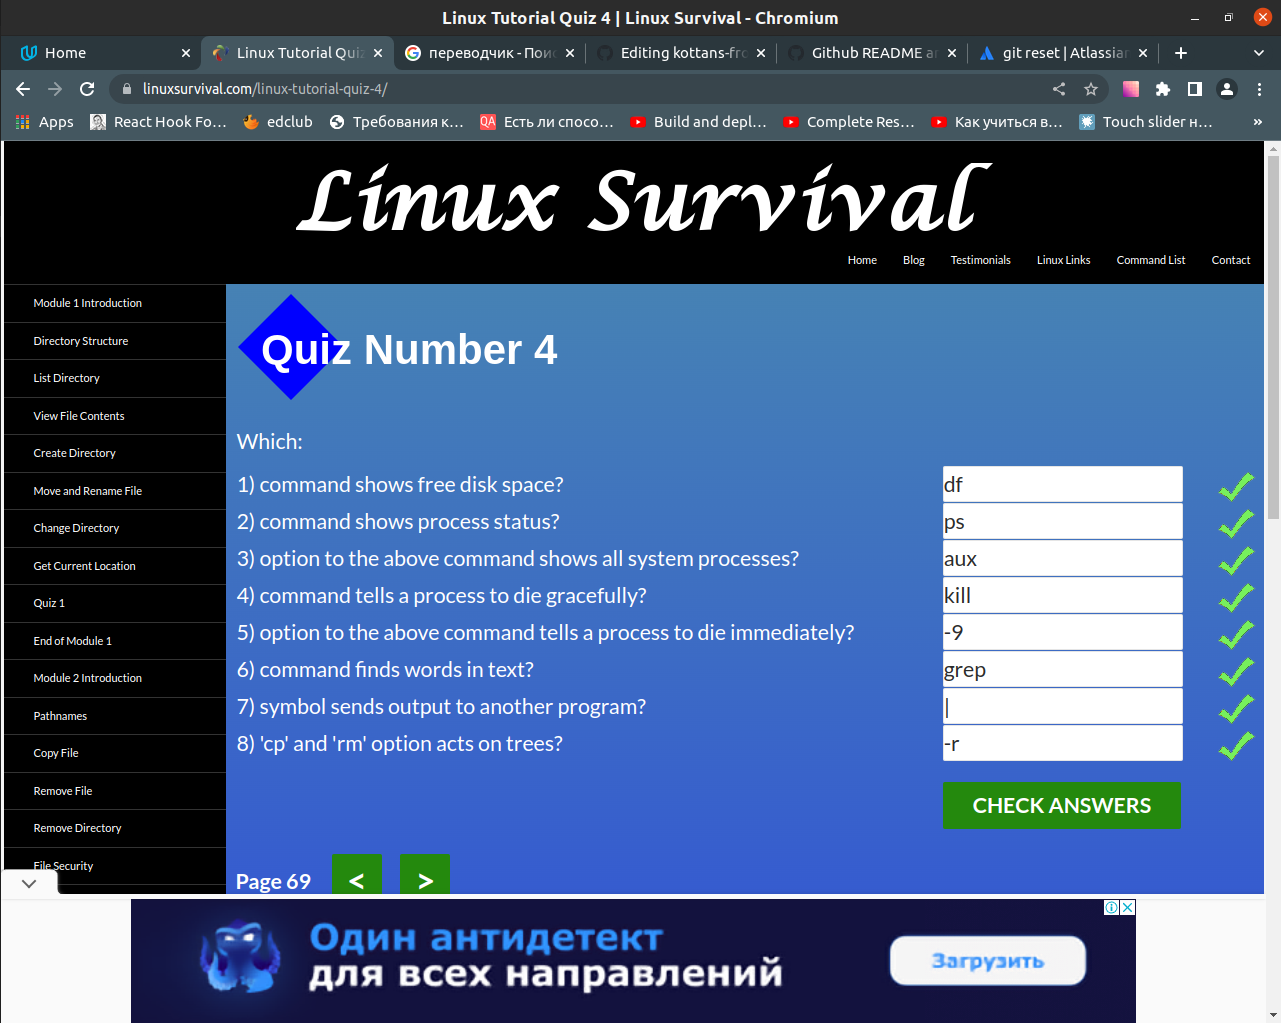 Linux Tutorial Quiz 4 | Linux Survival - Chromium
Home
Linux Tutorial Quiz
переводчик - Поис
Editing kottans-fro
Github README an
git reset | Atlassian
linuxsurvival.com/linux-tutorial-quiz-4/
Apps
React Hook Fo...
edclub
Требования к...
QA Есть ли спосо...
Build and depl...
Complete Res...
Как учиться в...
Touch slider н...
»
Linux Survival
Home
Blog
Testimonials
Linux Links
Command List
Contact
Module 1 Introduction
Directory Structure
List Directory
View File Contents
Create Directory
Move and Rename File
Change Directory
Get Current Location
Quiz 1
End of Module 1
Module 2 Introduction
Pathnames
Copy File
Remove File
Remove Directory
File Security
Quiz Number 4
Which:
1) command shows free disk space? df
2) command shows process status? ps
3) option to the above command shows all system processes? aux
4) command tells a process to die gracefully? kill
5) option to the above command tells a process to die immediately? -9
6) command finds words in text? grep
7) symbol sends output to another program? |
8) 'cp' and 'rm' option acts on trees? -r
CHECK ANSWERS
Page 69 < >
Один антидетект
для всех направлений
Загрузить